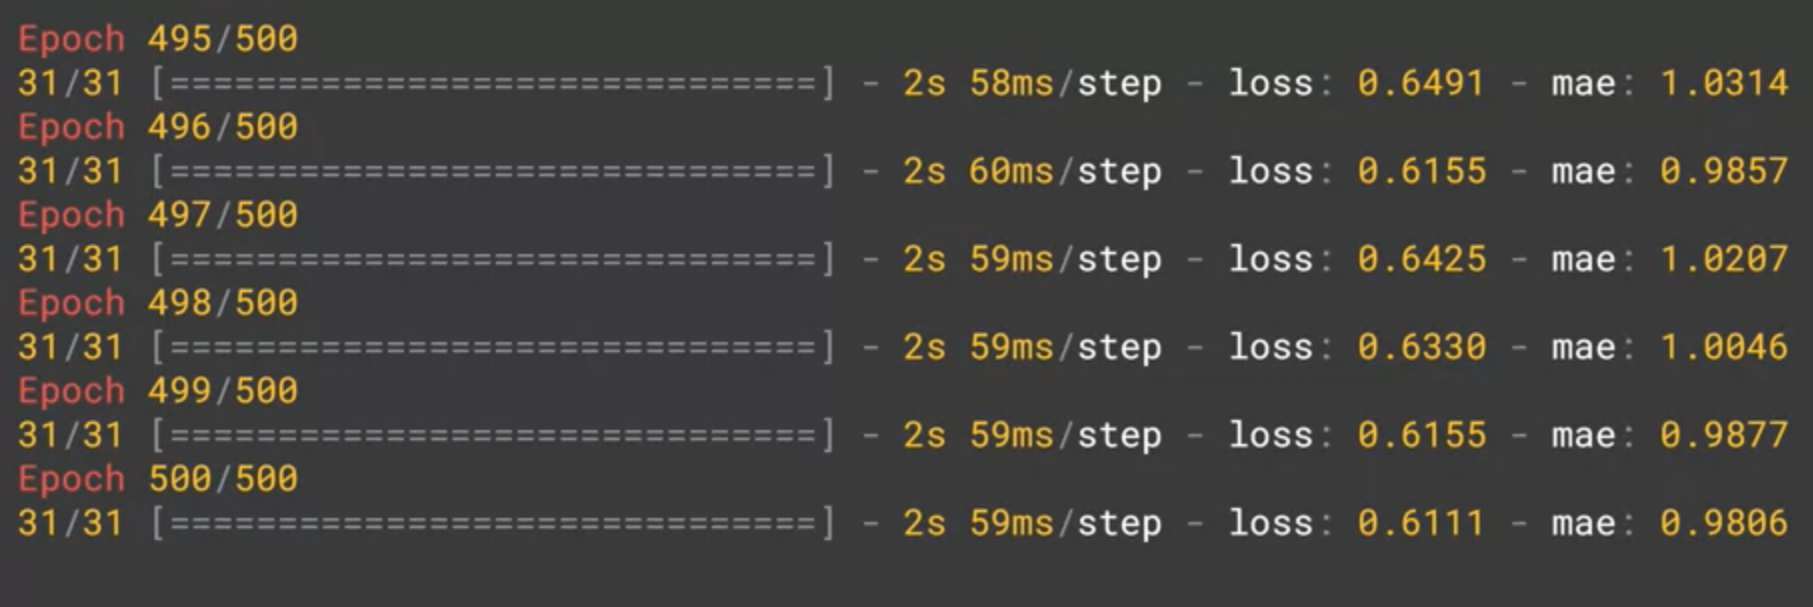 Epoch 495/500
31/31 [==============================] - 2s 58ms/step - loss: 0.6491 - mae: 1.0314
Epoch 496/500
31/31 [==============================] - 2s 60ms/step - loss: 0.6155 - mae: 0.9857
Epoch 497/500
31/31 [==============================] - 2s 59ms/step - loss: 0.6425 - mae: 1.0207
Epoch 498/500
31/31 [==============================] - 2s 59ms/step - loss: 0.6330 - mae: 1.0046
Epoch 499/500
31/31 [==============================] - 2s 59ms/step - loss: 0.6155 - mae: 0.9877
Epoch 500/500
31/31 [==============================] - 2s 59ms/step - loss: 0.6111 - mae: 0.9806